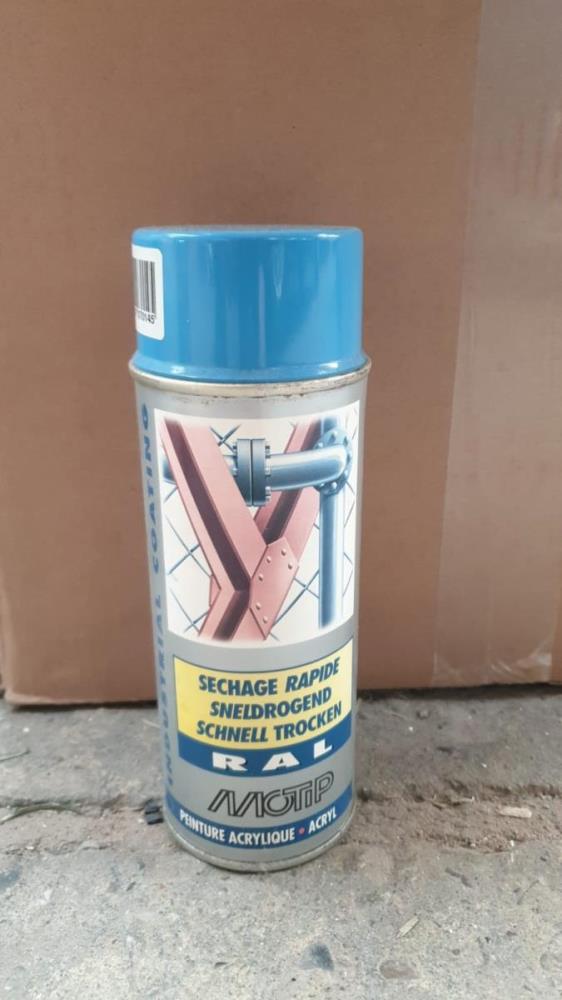 INDUSTRIAL COATING
SECHAGE RAPIDE
SNELDROGEND
SCHNELL TROCKEN
RAL
MOTIP
PEINTURE ACRYLIQUE • ACRYL